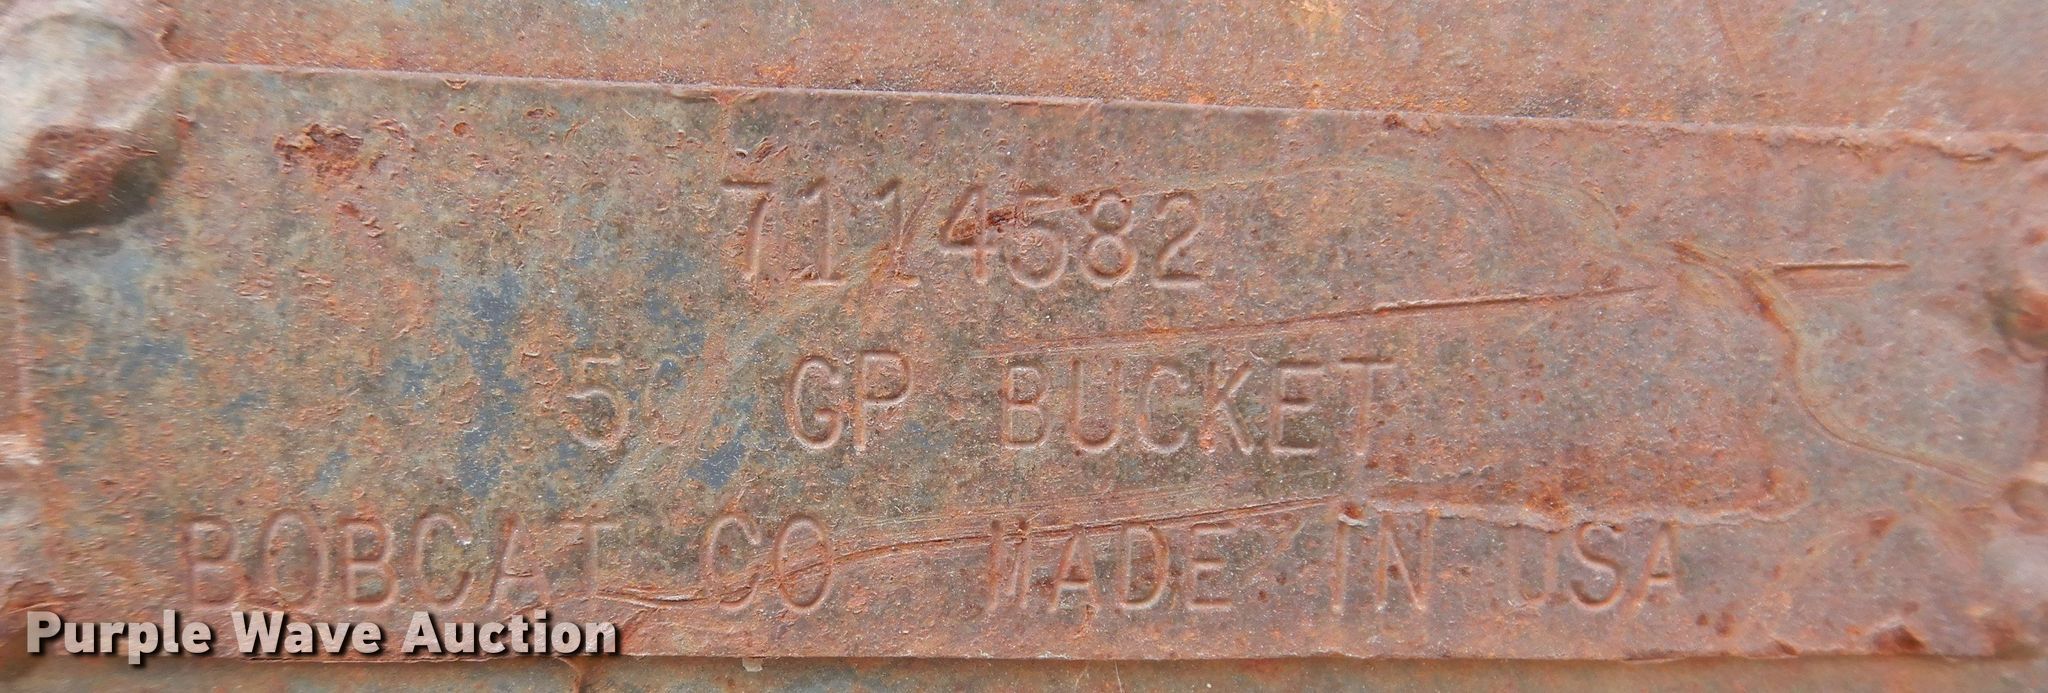 7114582
GP BUCKET
BOBCAT CO MADE IN USA
Purple Wave Auction